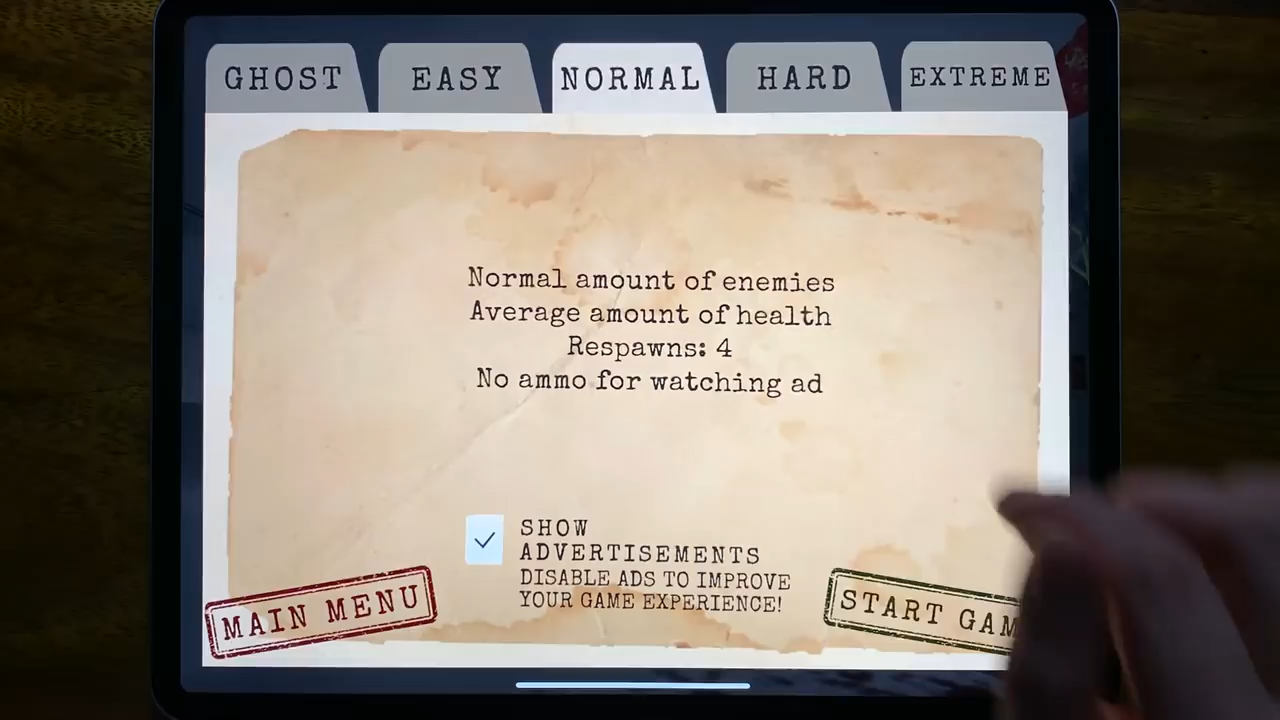 GHOST
EASY
NORMAL
HARD
EXTREME
Normal amount of enemies
Average amount of health
Respawns: 4
No ammo for watching ad
SHOW
ADVERTISEMENTS
DISABLE ADS TO IMPROVE
YOUR GAME EXPERIENCE!
MAIN MENU
START GAM